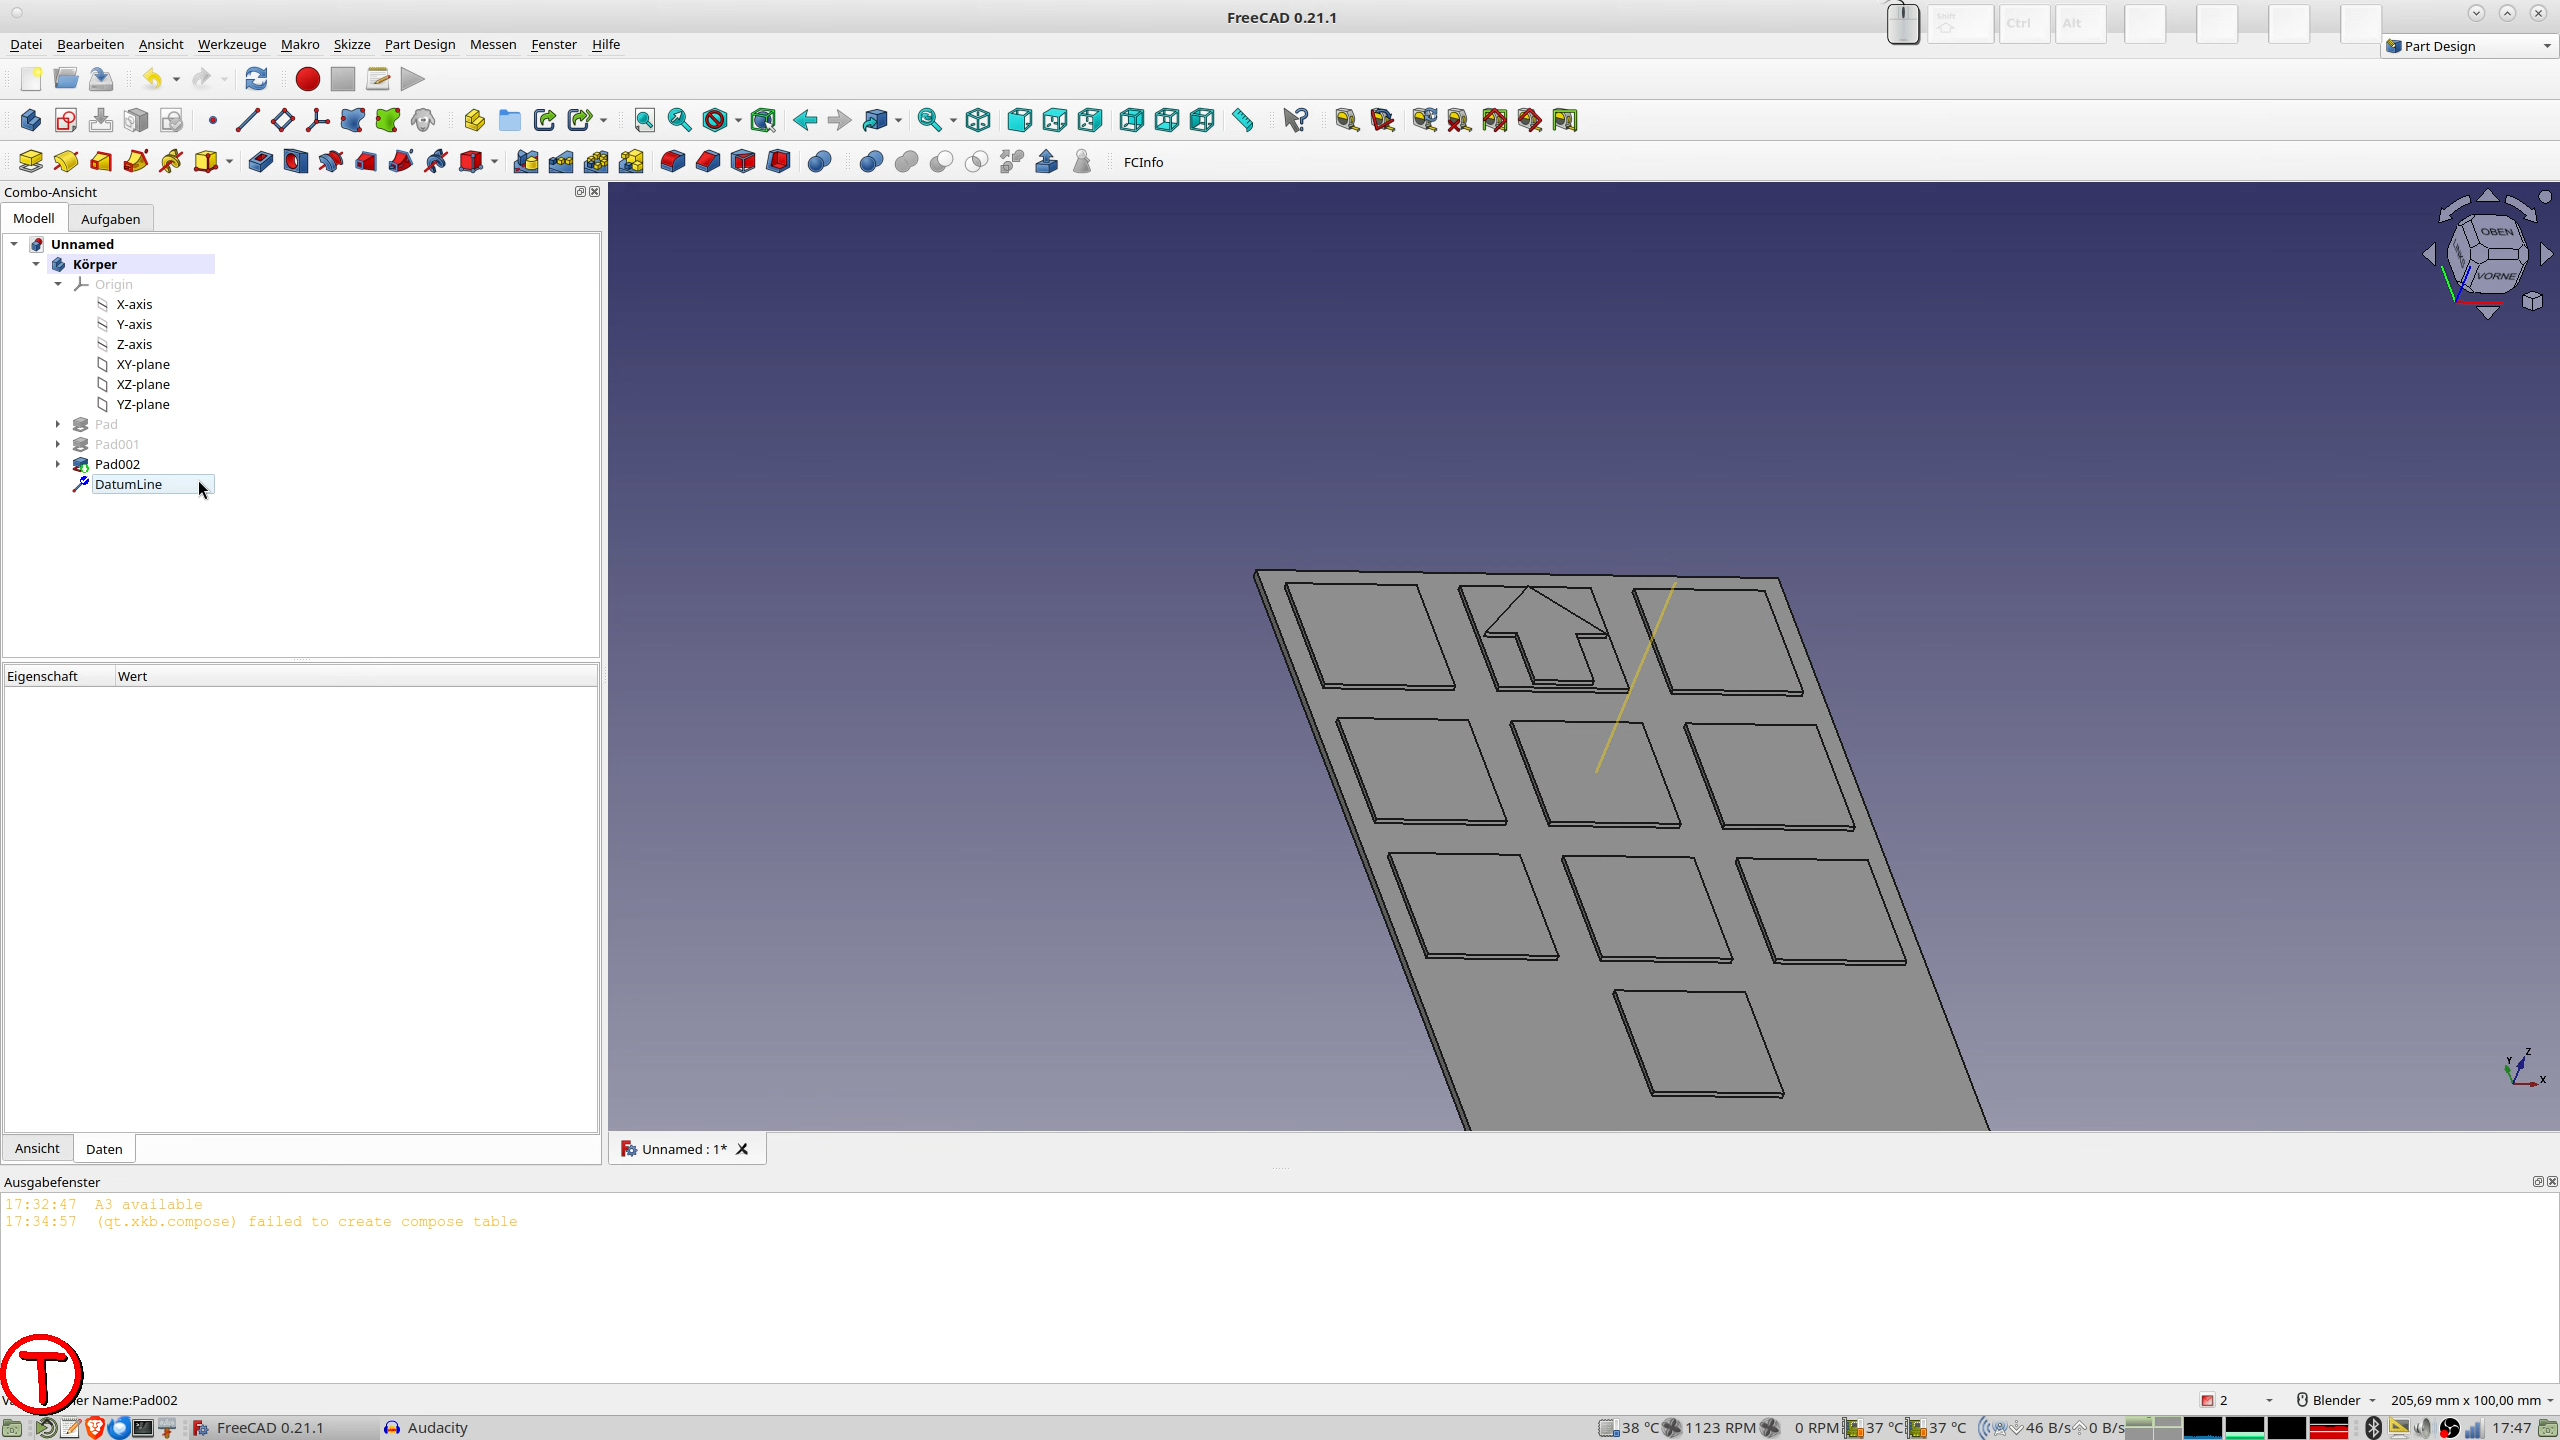 FreeCAD 0.21.1
Shift
Ctrl
Alt
Datei Bearbeiten Ansicht Werkzeuge Makro Skizze Part Design Messen Fenster Hilfe
Part Design
FCInfo
Combo-Ansicht
Modell Aufgaben
Unnamed
Körper
Origin
X-axis
Y-axis
Z-axis
XY-plane
XZ-plane
YZ-plane
Pad
Pad001
Pad002
DatumLine
OBEN
LINKS
VORNE
Eigenschaft Wert
Y Z X
Ansicht Daten
Unnamed : 1*
Ausgabefenster
17:32:47 A3 available
17:34:57 (qt.xkb.compose) failed to create compose table
T
er Name:Pad002
2
Blender
205,69 mm x 100,00 mm
FreeCAD 0.21.1
Audacity
38 °C 1123 RPM 0 RPM 37 °C 37 °C 46 B/s 0 B/s 17:47